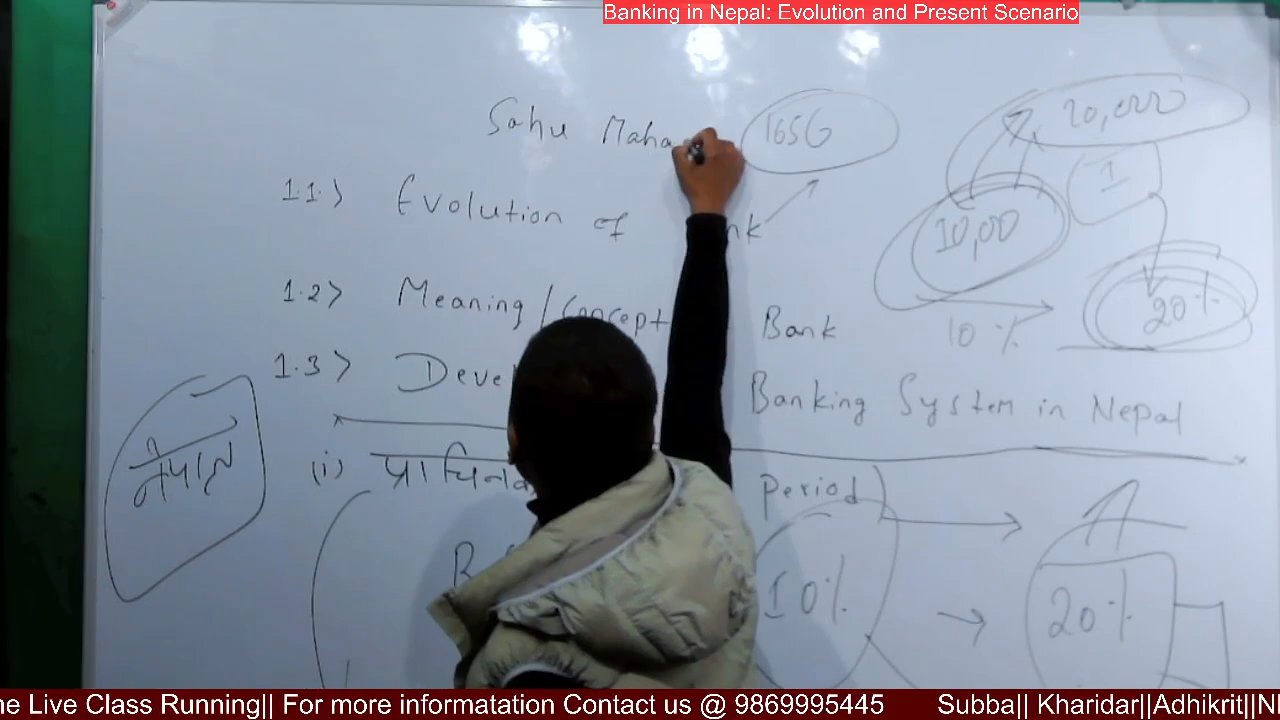 Banking in Nepal: Evolution and Present Scenario
Sahu Maha 1656
20,000
1
1.1> Evolution of nk
10,00
1.2> Meaning/Concept Bank
10% 20%
1.3> Deve Banking System in Nepal
नेपाल
(i) Period)
10% → 20%
ne Live Class Running|| For more informatation Contact us @ 9869995445 Subba|| Kharidar||Adhikrit||N